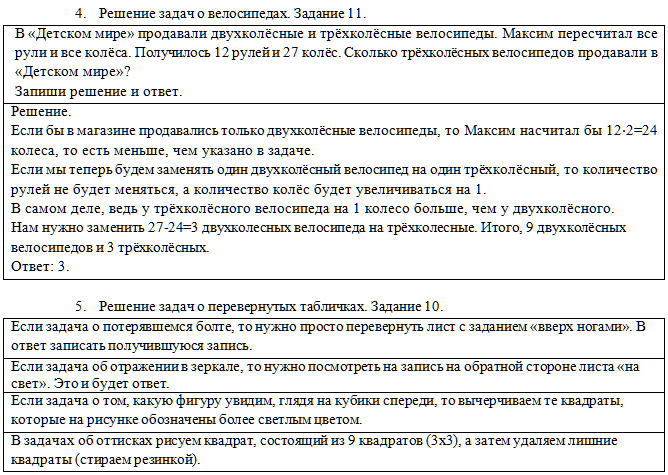 4. Решение задач о велосипедах. Задание 11.
В «Детском мире» продавали двухколёсные и трёхколёсные велосипеды. Максим пересчитал все
рули и все колёса. Получилось 12 рулей и 27 колёс. Сколько трёхколёсных велосипедов продавали в
«Детском мире»?
Запиши решение и ответ.
Решение.
Если бы в магазине продавались только двухколёсные велосипеды, то Максим насчитал бы 12·2=24
колеса, то есть меньше, чем указано в задаче.
Если мы теперь будем заменять один двухколёсный велосипед на один трёхколёсный, то количество
рулей не будет меняться, а количество колёс будет увеличиваться на 1.
В самом деле, ведь у трёхколёсного велосипеда на 1 колесо больше, чем у двухколёсного.
Нам нужно заменить 27-24=3 двухколесных велосипеда на трёхколесные. Итого, 9 двухколёсных
велосипедов и 3 трёхколёсных.
Ответ: 3.
5. Решение задач о перевернутых табличках. Задание 10.
Если задача о потерявшемся болте, то нужно просто перевернуть лист с заданием «вверх ногами». В
ответ записать получившуюся запись.
Если задача об отражении в зеркале, то нужно посмотреть на запись на обратной стороне листа «на
свет». Это и будет ответ.
Если задача о том, какую фигуру увидим, глядя на кубики спереди, то вычерчиваем те квадраты,
которые на рисунке обозначены более светлым цветом.
В задачах об оттисках рисуем квадрат, состоящий из 9 квадратов (3х3), а затем удаляем лишние
квадраты (стираем резинкой).